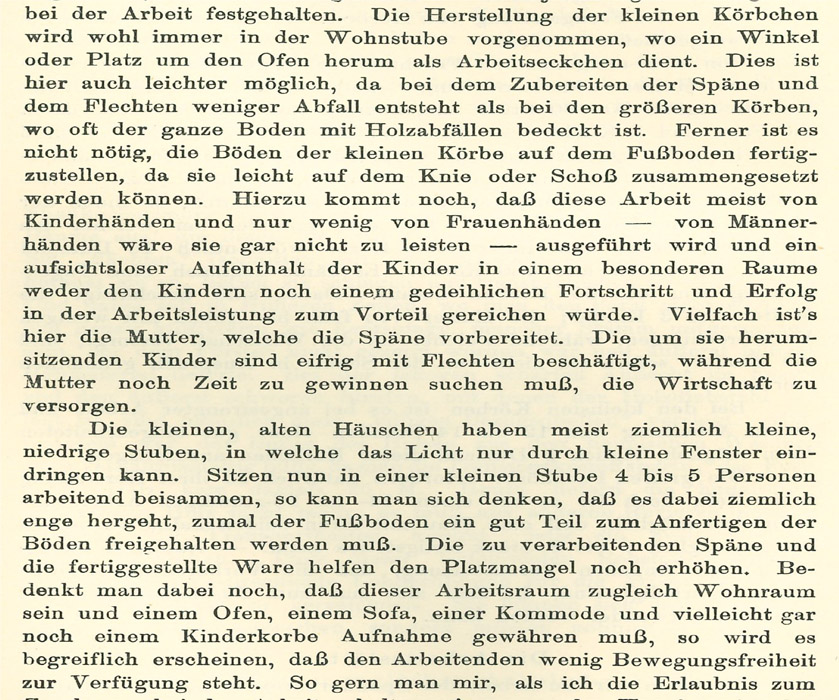 bei der Arbeit festgehalten. Die Herstellung der kleinen Körbchen
wird wohl immer in der Wohnstube vorgenommen, wo ein Winkel
oder Platz um den Ofen herum als Arbeitseckchen dient. Dies ist
hier auch leichter möglich, da bei dem Zubereiten der Späne und
dem Flechten weniger Abfall entsteht als bei den größeren Körben,
wo oft der ganze Boden mit Holzabfällen bedeckt ist. Ferner ist es
nicht nötig, die Böden der kleinen Körbe auf dem Fußboden fertig-
zustellen, da sie leicht auf dem Knie oder Schoß zusammengesetzt
werden können. Hierzu kommt noch, daß diese Arbeit meist von
Kinderhänden und nur wenig von Frauenhänden — von Männer-
händen wäre sie gar nicht zu leisten — ausgeführt wird und ein
aufsichtsloser Aufenthalt der Kinder in einem besonderen Raume
weder den Kindern noch einem gedeihlichen Fortschritt und Erfolg
in der Arbeitsleistung zum Vorteil gereichen würde. Vielfach ist's
hier die Mutter, welche die Späne vorbereitet. Die um sie herum-
sitzenden Kinder sind eifrig mit Flechten beschäftigt, während die
Mutter noch Zeit zu gewinnen suchen muß, die Wirtschaft zu
versorgen.
Die kleinen, alten Häuschen haben meist ziemlich kleine,
niedrige Stuben, in welche das Licht nur durch kleine Fenster ein-
dringen kann. Sitzen nun in einer kleinen Stube 4 bis 5 Personen
arbeitend beisammen, so kann man sich denken, daß es dabei ziemlich
enge hergeht, zumal der Fußboden ein gut Teil zum Anfertigen der
Böden freigehalten werden muß. Die zu verarbeitenden Späne und
die fertiggestellte Ware helfen den Platzmangel noch erhöhen. Be-
denkt man dabei noch, daß dieser Arbeitsraum zugleich Wohnraum
sein und einem Ofen, einem Sofa, einer Kommode und vielleicht gar
noch einem Kinderkorbe Aufnahme gewähren muß, so wird es
begreiflich erscheinen, daß den Arbeitenden wenig Bewegungsfreiheit
zur Verfügung steht. So gern man mir, als ich die Erlaubnis zum